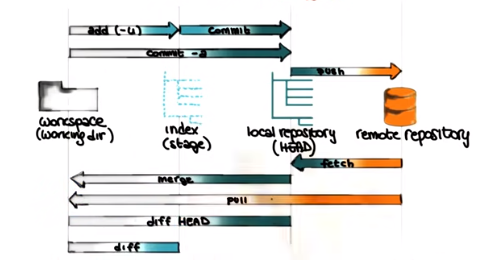 add (-u)
commit
commit -a
push
workspace
(working dir)
index
(stage)
local repository
(HEAD)
remote repository
fetch
merge
pull
diff HEAD
diff